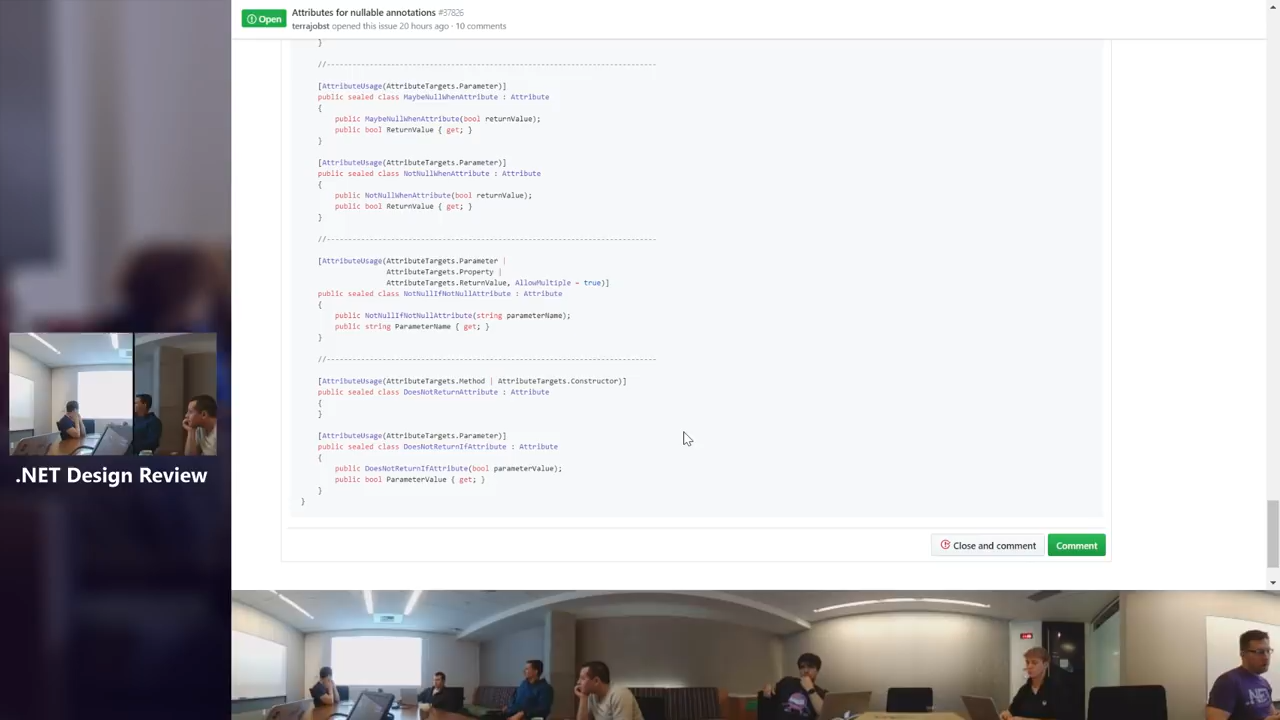 Open
Attributes for nullable annotations #37826
terrajobst opened this issue 20 hours ago · 10 comments
}
//----------------------------------------------------------------------------
[AttributeUsage(AttributeTargets.Parameter)]
public sealed class MaybeNullWhenAttribute : Attribute
{
public MaybeNullWhenAttribute(bool returnValue);
public bool ReturnValue { get; }
}
[AttributeUsage(AttributeTargets.Parameter)]
public sealed class NotNullWhenAttribute : Attribute
{
public NotNullWhenAttribute(bool returnValue);
public bool ReturnValue { get; }
}
//----------------------------------------------------------------------------
[AttributeUsage(AttributeTargets.Parameter |
AttributeTargets.Property |
AttributeTargets.ReturnValue, AllowMultiple = true)]
public sealed class NotNullIfNotNullAttribute : Attribute
{
public NotNullIfNotNullAttribute(string parameterName);
public string ParameterName { get; }
}
//----------------------------------------------------------------------------
[AttributeUsage(AttributeTargets.Method | AttributeTargets.Constructor)]
public sealed class DoesNotReturnAttribute : Attribute
{
}
[AttributeUsage(AttributeTargets.Parameter)]
public sealed class DoesNotReturnIfAttribute : Attribute
{
public DoesNotReturnIfAttribute(bool parameterValue);
public bool ParameterValue { get; }
}
}
Close and comment
Comment
.NET Design Review